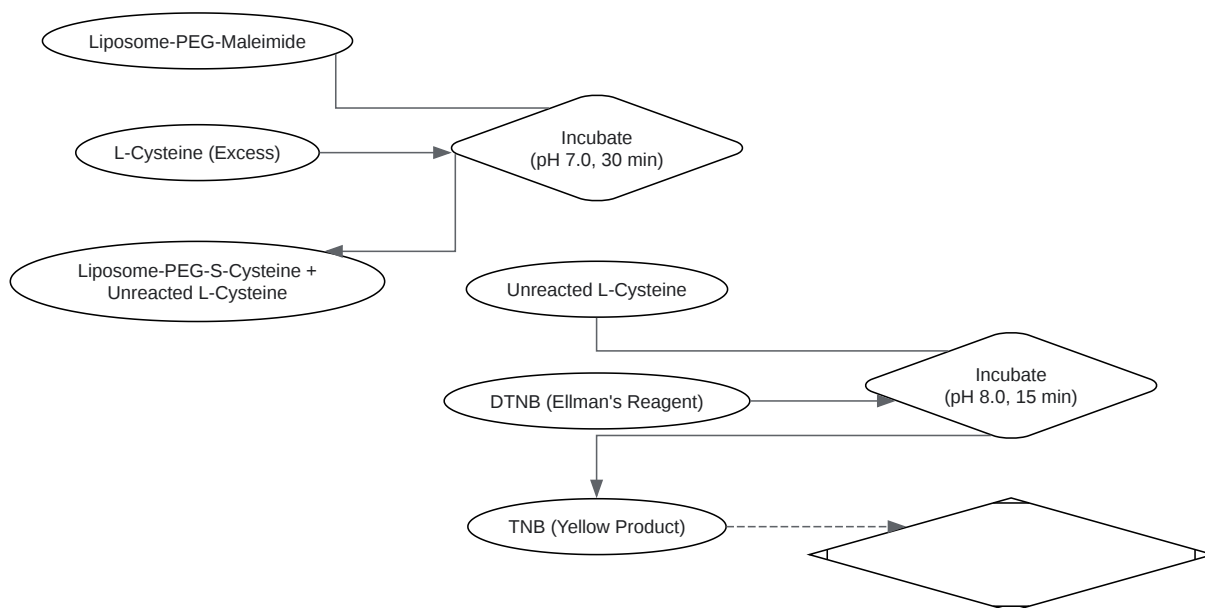 Liposome-PEG-Maleimide
Incubate
(pH 7.0, 30 min)
L-Cysteine (Excess)
Liposome-PEG-S-Cysteine +
Unreacted L-Cysteine
Unreacted L-Cysteine
Incubate
(pH 8.0, 15 min)
DTNB (Ellman's Reagent)
TNB (Yellow Product)